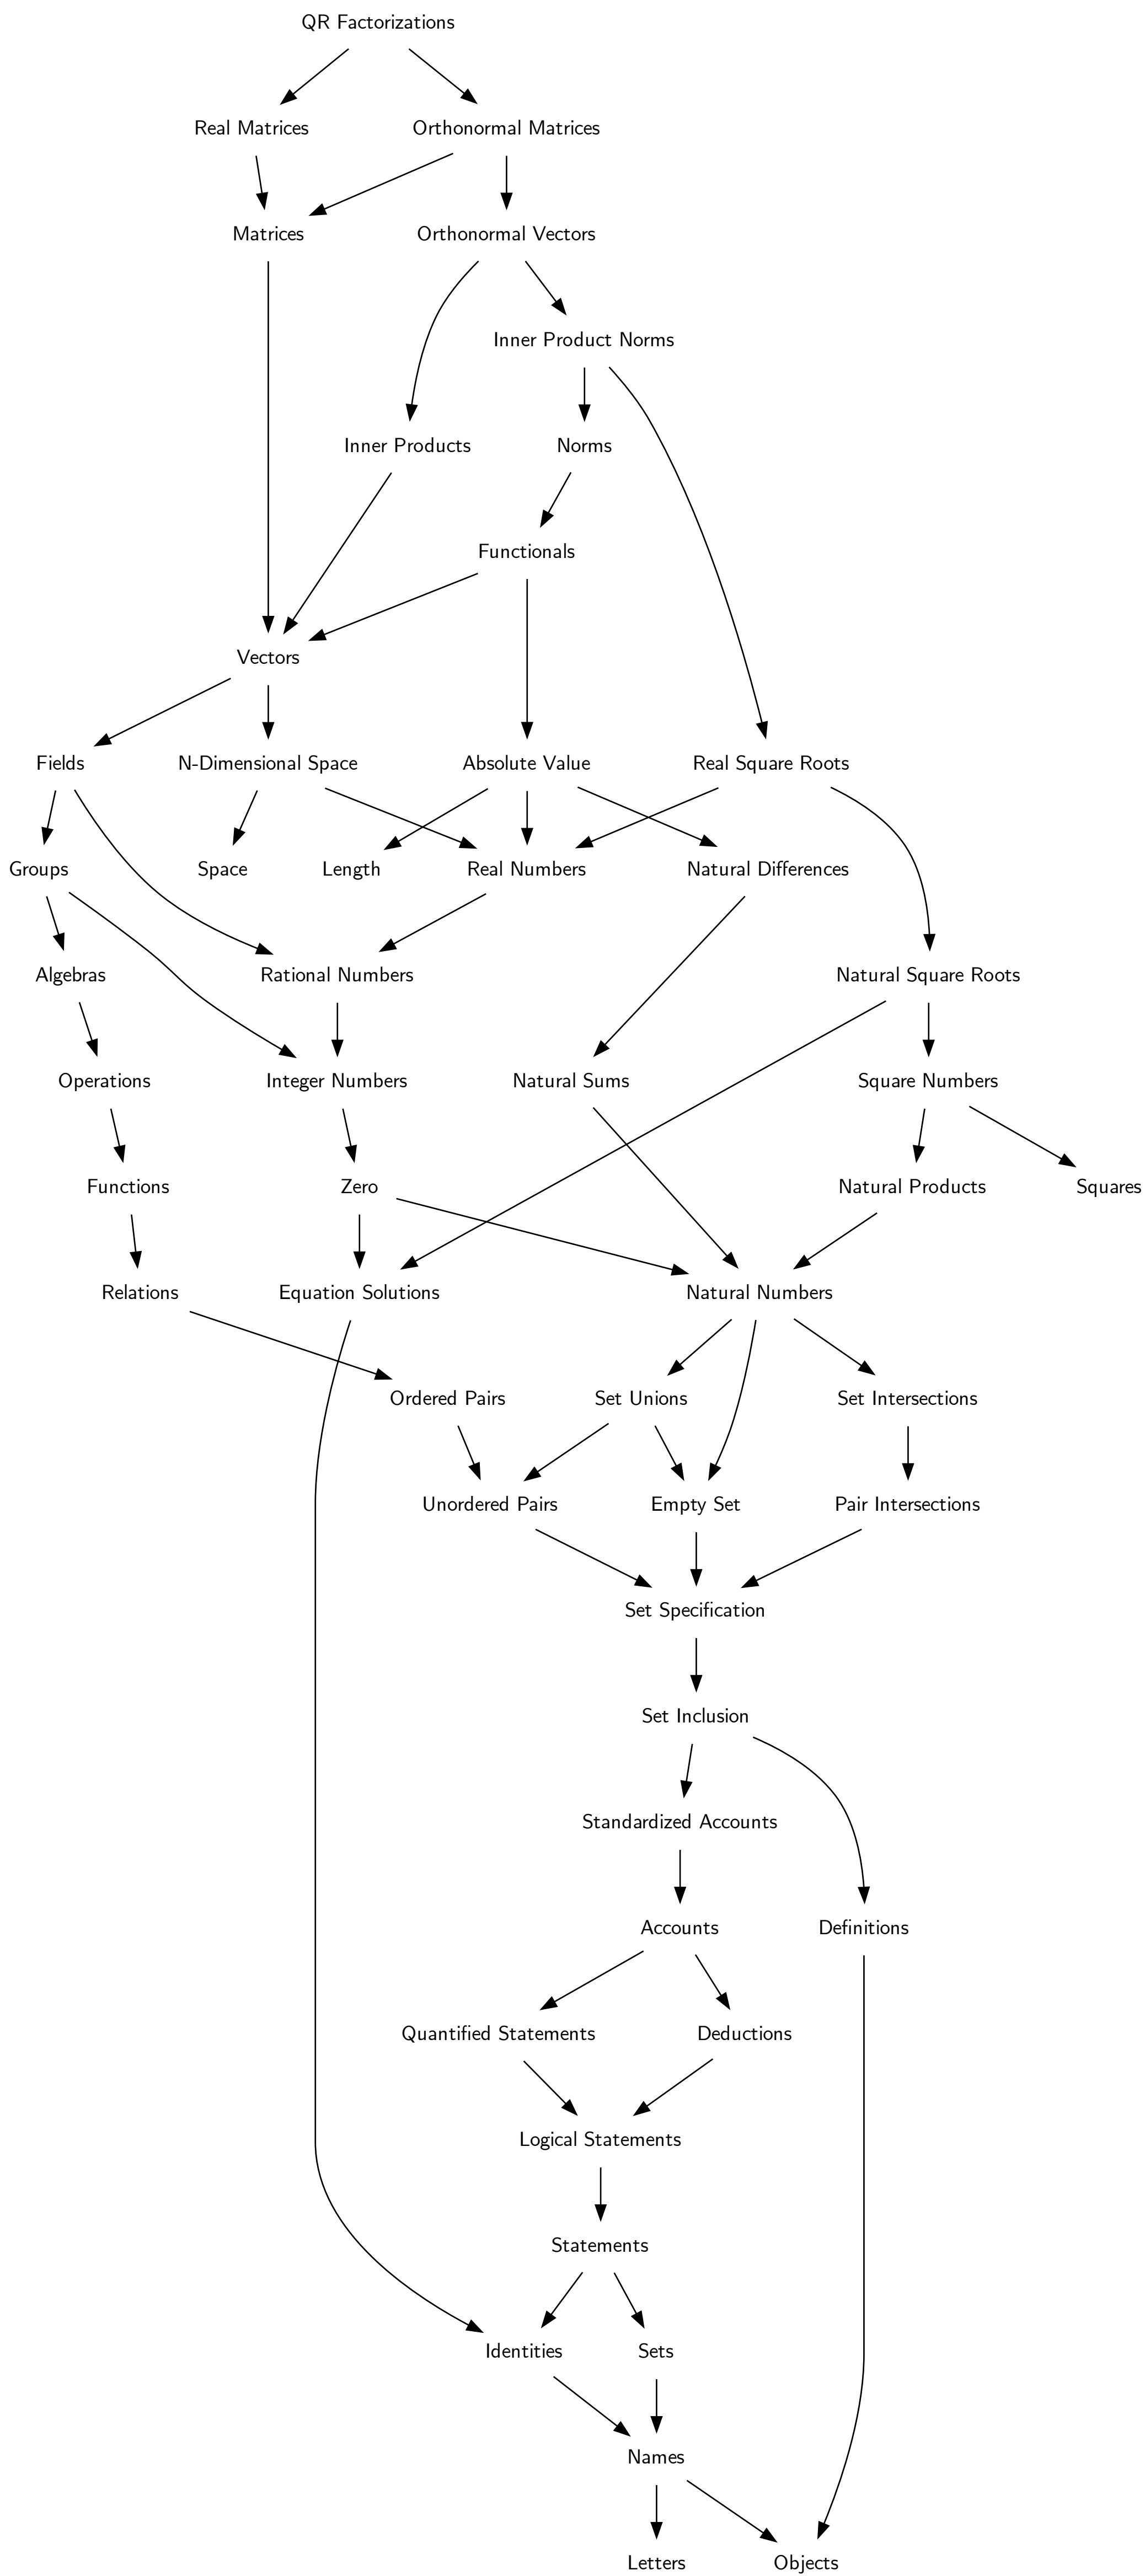 QR Factorizations
Real Matrices
Orthonormal Matrices
Matrices
Orthonormal Vectors
Inner Product Norms
Inner Products
Norms
Functionals
Vectors
Fields
N-Dimensional Space
Absolute Value
Real Square Roots
Groups
Space
Length
Real Numbers
Natural Differences
Algebras
Rational Numbers
Natural Square Roots
Operations
Integer Numbers
Natural Sums
Square Numbers
Functions
Zero
Natural Products
Squares
Relations
Equation Solutions
Natural Numbers
Ordered Pairs
Set Unions
Set Intersections
Unordered Pairs
Empty Set
Pair Intersections
Set Specification
Set Inclusion
Standardized Accounts
Accounts
Definitions
Quantified Statements
Deductions
Logical Statements
Statements
Identities
Sets
Names
Letters
Objects